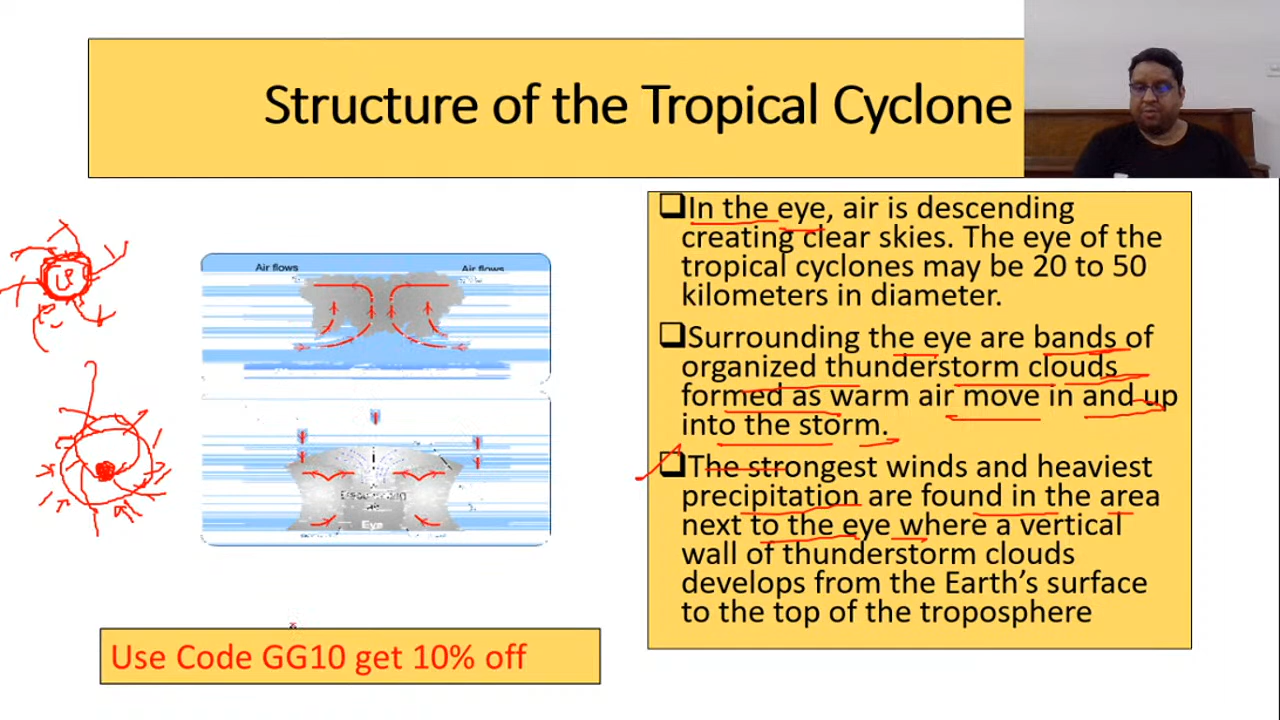 Structure of the Tropical Cyclone
Air flows
Air flows
Eye
In the eye, air is descending
creating clear skies. The eye of the
tropical cyclones may be 20 to 50
kilometers in diameter.
Surrounding the eye are bands of
organized thunderstorm clouds
formed as warm air move in and up
into the storm.
The strongest winds and heaviest
precipitation are found in the area
next to the eye where a vertical
wall of thunderstorm clouds
develops from the Earth’s surface
to the top of the troposphere
Use Code GG10 get 10% off